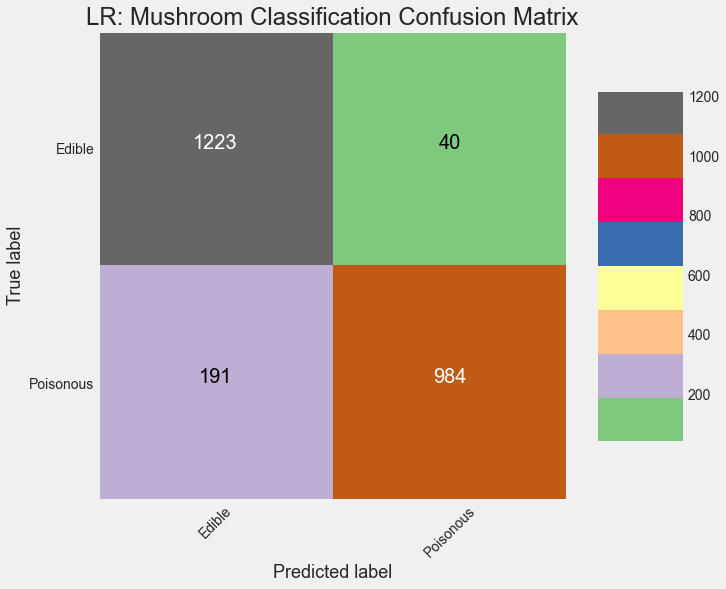 LR: Mushroom Classification Confusion Matrix
True label
Edible
1223
40
Poisonous
191
984
Edible
Poisonous
Predicted label
1200
1000
800
600
400
200